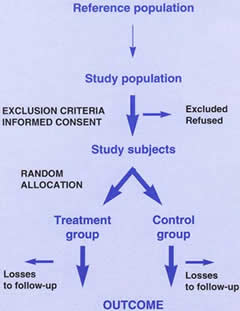 Reference population
Study population
EXCLUSION CRITERIA
INFORMED CONSENT
Excluded
Refused
Study subjects
RANDOM
ALLOCATION
Treatment
group
Control
group
Losses
to follow-up
Losses
to follow-up
OUTCOME